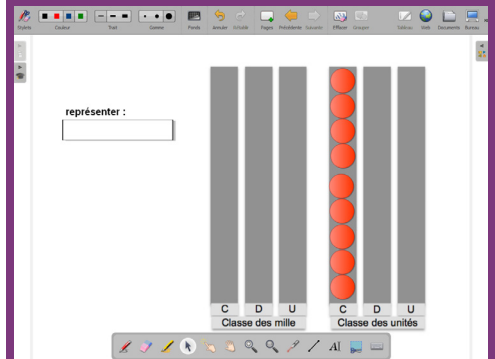 Stylets Couleur Trait Gomme Fonds Annuler Rétablir Pages Précédente Suivante Effacer Grouper Tableau Web Documents Bureau
représenter :
C D U C D U
Classe des mille Classe des unités
A